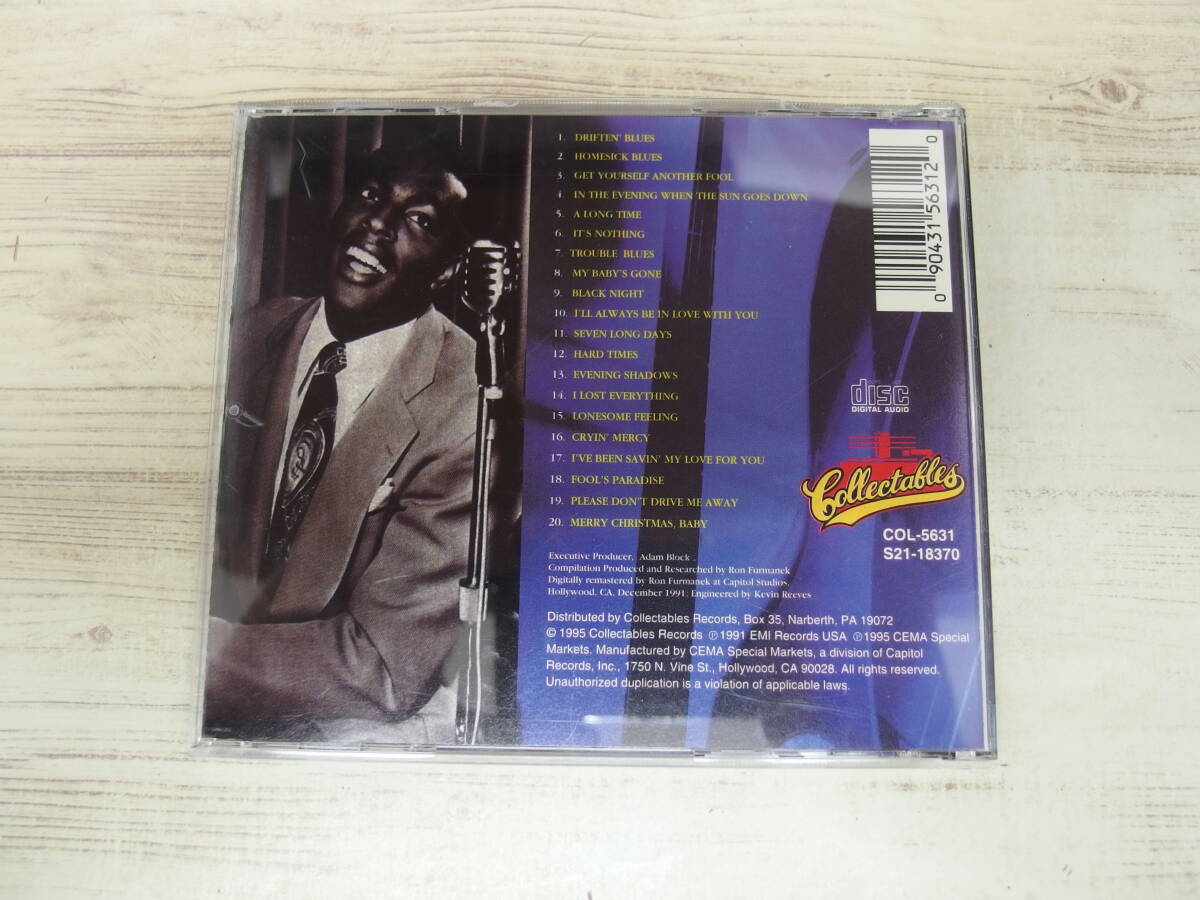 1. DRIFTEN' BLUES
2. HOMESICK BLUES
3. GET YOURSELF ANOTHER FOOL
4. IN THE EVENING WHEN THE SUN GOES DOWN
5. A LONG TIME
6. IT'S NOTHING
7. TROUBLE BLUES
8. MY BABY'S GONE
9. BLACK NIGHT
10. I'LL ALWAYS BE IN LOVE WITH YOU
11. SEVEN LONG DAYS
12. HARD TIMES
13. EVENING SHADOWS
14. I LOST EVERYTHING
15. LONESOME FEELING
16. CRYIN' MERCY
17. I'VE BEEN SAVIN' MY LOVE FOR YOU
18. FOOL'S PARADISE
19. PLEASE DON'T DRIVE ME AWAY
20. MERRY CHRISTMAS, BABY
Executive Producer, Adam Block .
Compilation Produced and Researched by Ron Furmanek
Digitally remastered by Ron Furmanek at Capitol Studios,
Hollywood, CA, December 1991; Engineered by Kevin Reeves
Distributed by Collectables Records, Box 35, Narberth, PA 19072
© 1995 Collectables Records ℗1991 EMI Records USA ℗1995 CEMA Special
Markets. Manufactured by CEMA Special Markets, a division of Capitol
Records, Inc., 1750 N. Vine St., Hollywood, CA 90028. All rights reserved.
Unauthorized duplication is a violation of applicable laws.
0 90431 56312 0
disc
DIGITAL AUDIO
Collectables
COL-5631
S21-18370